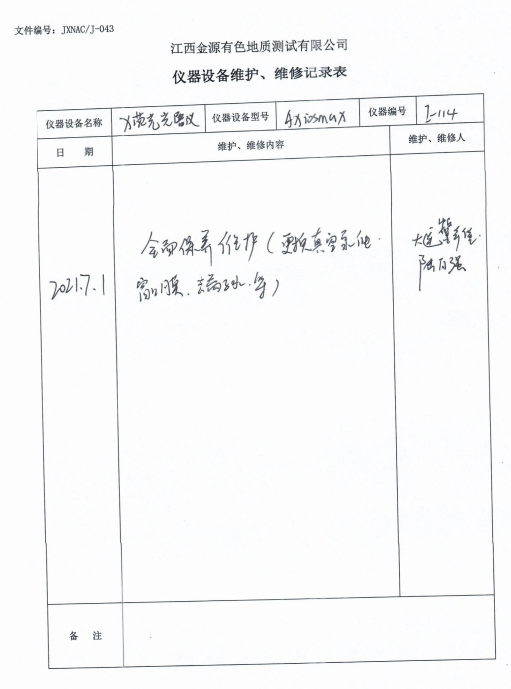 文件编号：JXNAC/J-043
江西金源有色地质测试有限公司
仪器设备维护、维修记录表
仪器设备名称 X荧光光谱仪 仪器设备型号 Axiosmax 仪器编号 I-114
日 期 维护、维修内容 维护、维修人
全面保养维护（更换真空泵油.
2021.7.1 窗口膜、去离子水.等）
大连
备 注